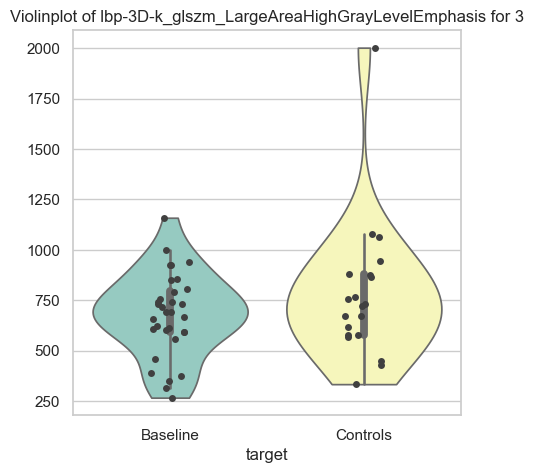 Violinplot of lbp-3D-k_glszm_LargeAreaHighGrayLevelEmphasis for 3
2000
1750
1500
1250
1000
750
500
250
Baseline Controls
target